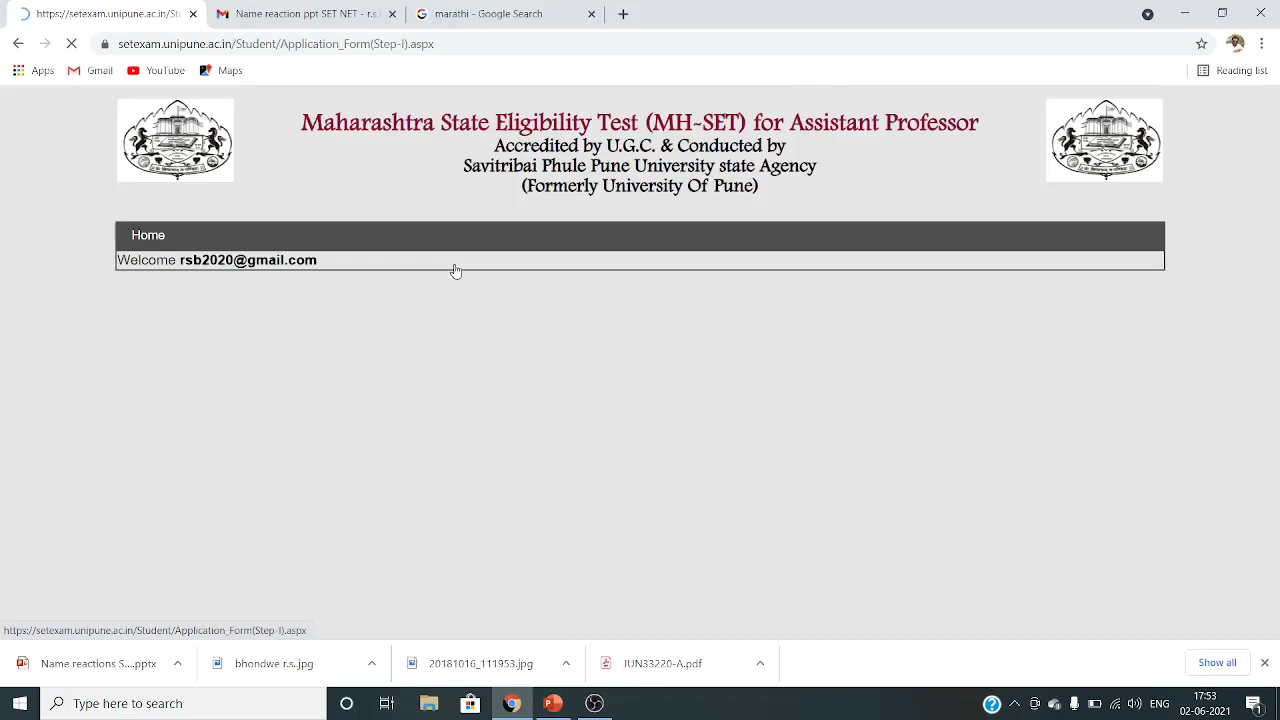 https://setexam.unipune.ac.in/St
Name reaction ppt SET NET - r.s.
marathi - Google Search
setexam.unipune.ac.in/Student/Application_Form(Step-I).aspx
Apps
Gmail
YouTube
Maps
Reading list
Maharashtra State Eligibility Test (MH-SET) for Assistant Professor
Accredited by U.G.C. & Conducted by
Savitribai Phule Pune University state Agency
(Formerly University Of Pune)
Home
Welcome rsb2020@gmail.com
https://setexam.unipune.ac.in/Student/Application_Form(Step-I).aspx
Name reactions S....pptx
bhondwe r.s.jpg
20181016_111953.jpg
JUN33220-A.pdf
Show all
Type here to search
ENG
17:53
02-06-2021
1